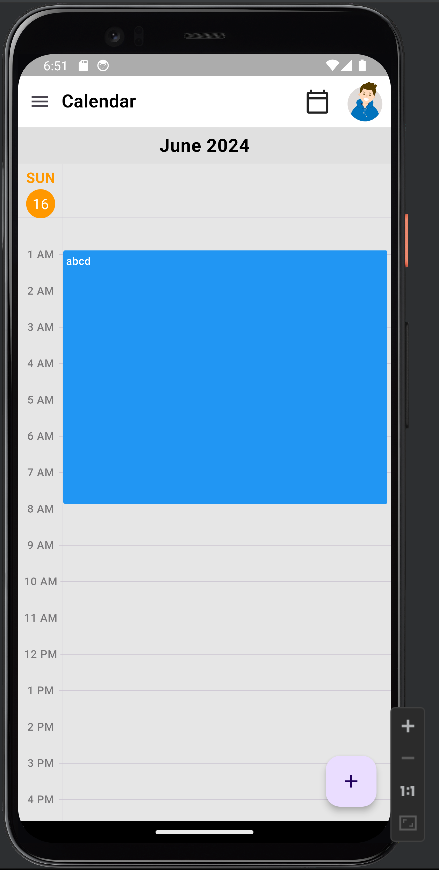 6:51
Calendar
June 2024
SUN
16
1 AM
abcd
2 AM
3 AM
4 AM
5 AM
6 AM
7 AM
8 AM
9 AM
10 AM
11 AM
12 PM
1 PM
2 PM
3 PM
4 PM
1:1